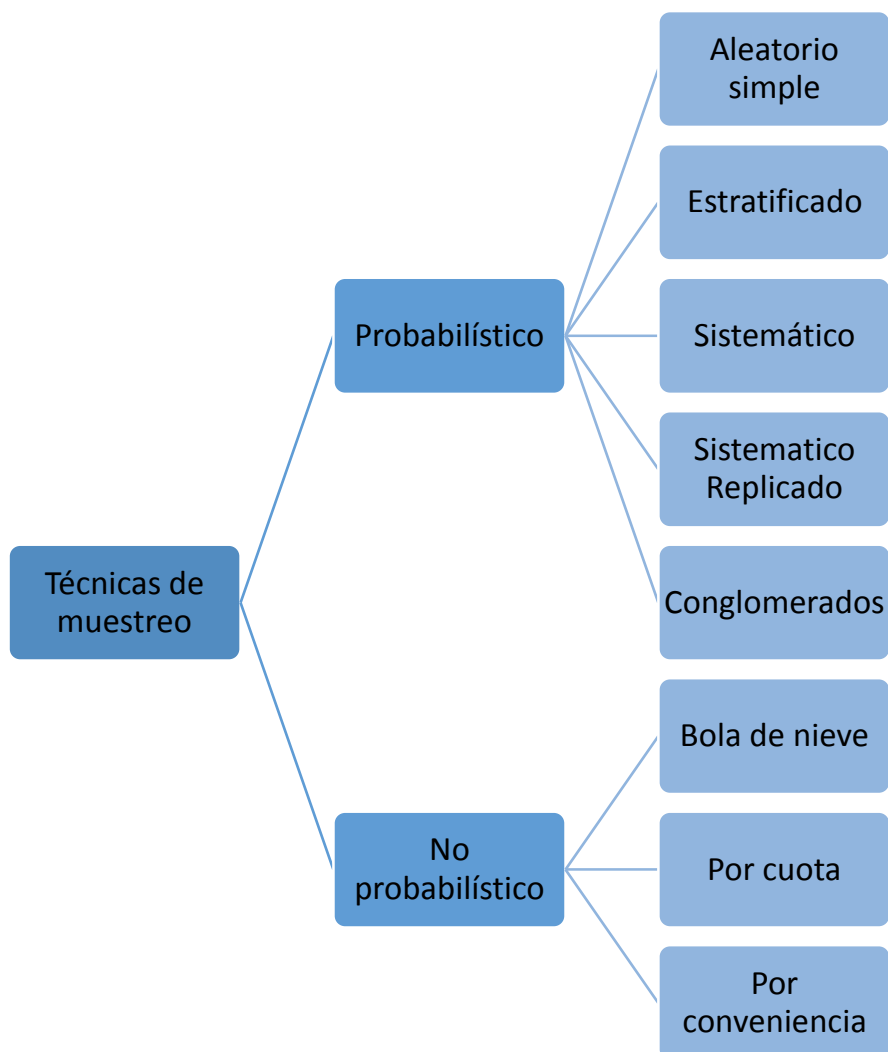 Técnicas de
muestreo
Probabilístico
Aleatorio
simple
Estratificado
Sistemático
Sistematico
Replicado
Conglomerados
No
probabilístico
Bola de nieve
Por cuota
Por
conveniencia